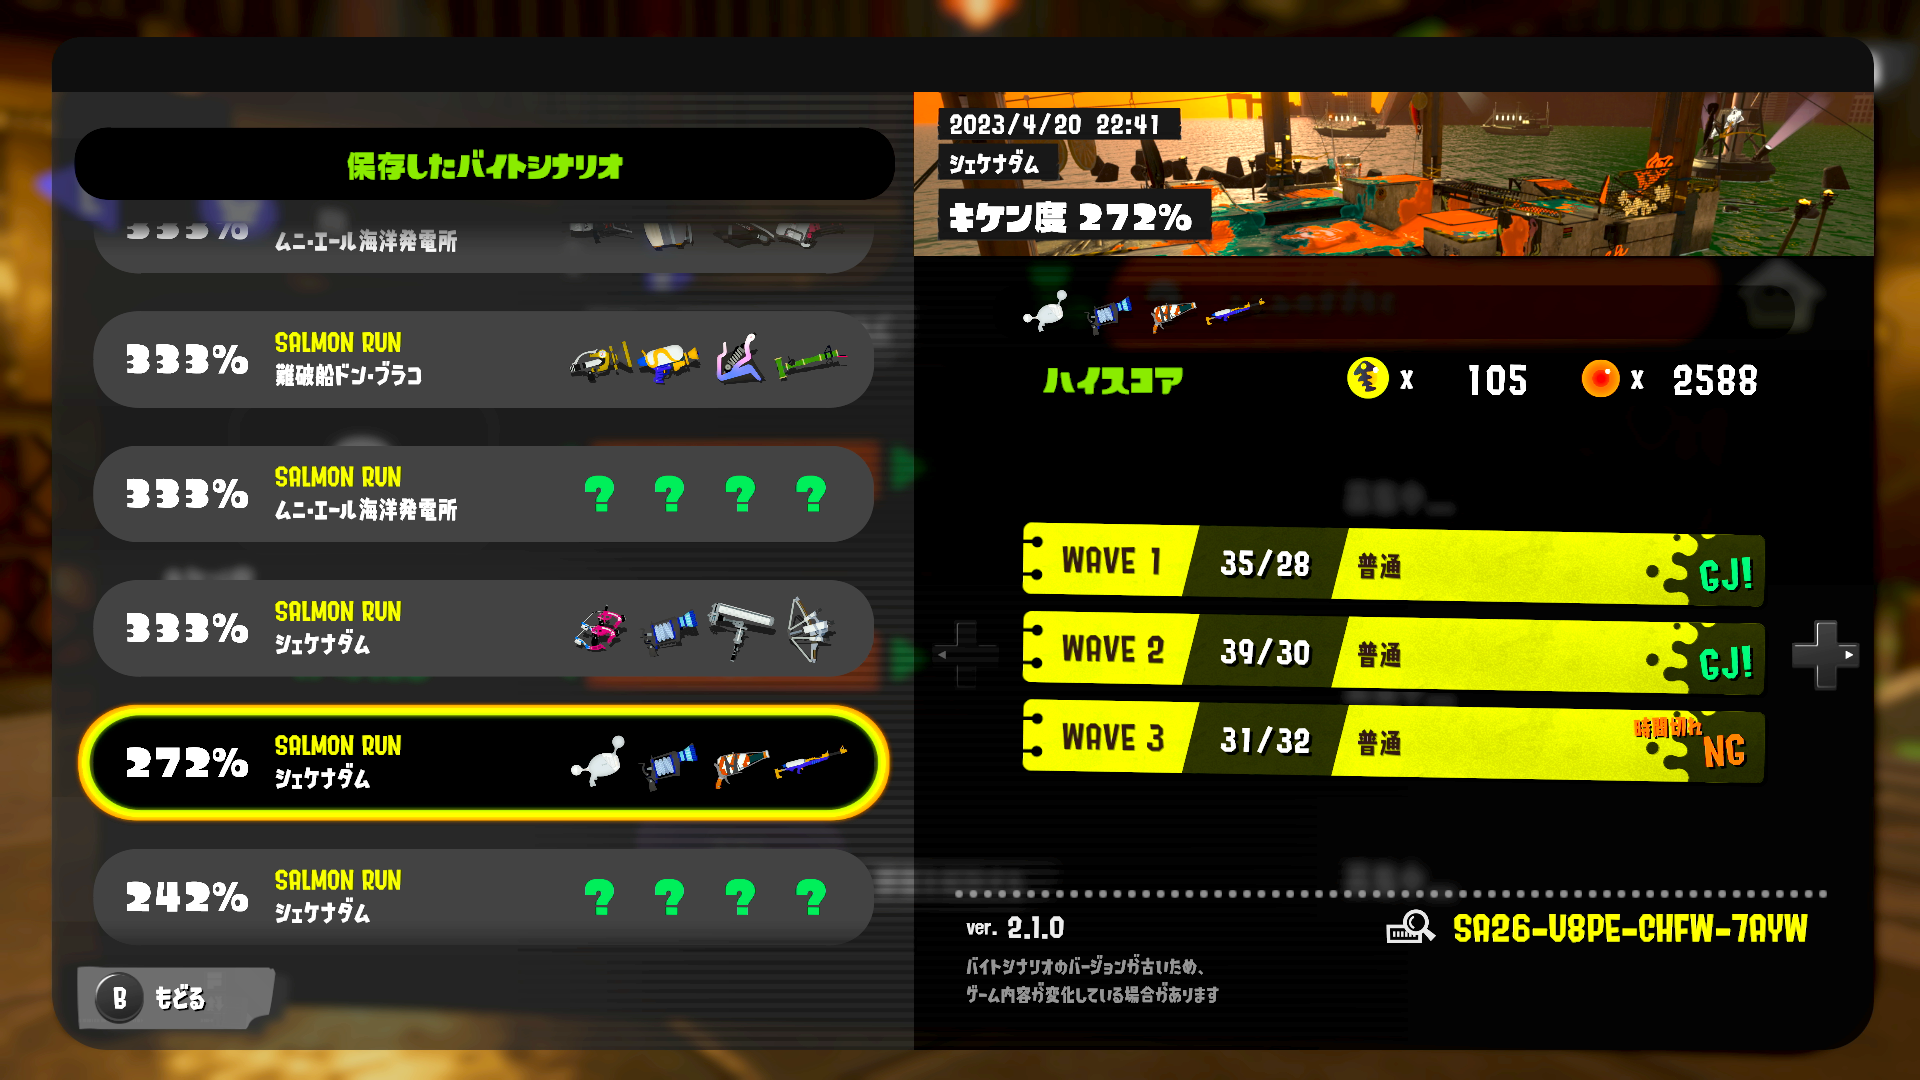 保存したバイトシナリオ
333%
ムニ・エール海洋発電所
333%
SALMON RUN
難破船ドン・ブラコ
333%
SALMON RUN
ムニ・エール海洋発電所
? ? ? ?
333%
SALMON RUN
シェケナダム
272%
SALMON RUN
シェケナダム
242%
SALMON RUN
シェケナダム
? ? ? ?
B もどる
2023/4/20 22:41
シェケナダム
キケン度 272%
ハイスコア x 105 x 2588
WAVE 1 35/28 普通 GJ!
WAVE 2 39/30 普通 GJ!
WAVE 3 31/32 普通 時間切れ NG
ver. 2.1.0
SA26-U8PE-CHFW-7AYW
バイトシナリオのバージョンが古いため、
ゲーム内容が変化している場合があります